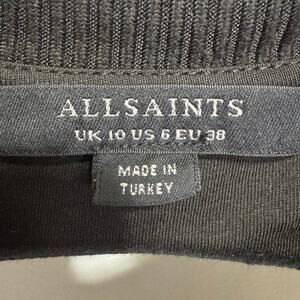 ALLSAINTS
UK 10 US 6 EU 38
MADE IN
TURKEY